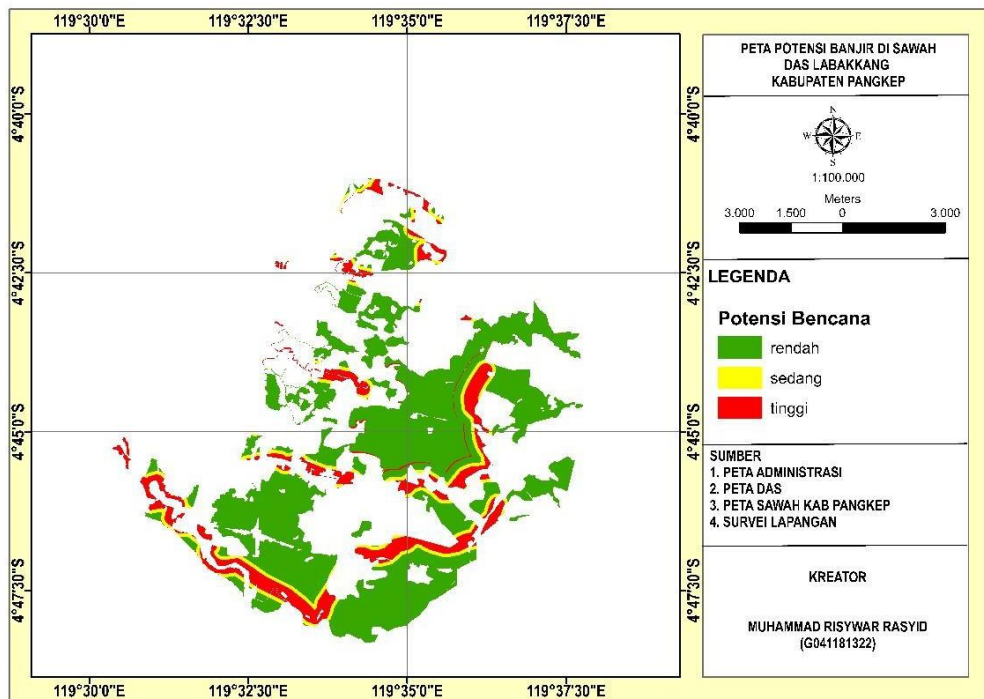 119°30'0"E 119°32'30"E 119°35'0"E 119°37'30"E
4°40'0"S 4°40'0"S
4°42'30"S 4°42'30"S
4°45'0"S 4°45'0"S
4°47'30"S 4°47'30"S
119°30'0"E 119°32'30"E 119°35'0"E 119°37'30"E
PETA POTENSI BANJIR DI SAWAH
DAS LABAKKANG
KABUPATEN PANGKEP
N
W E
S
1:100.000
Meters
3.000 1.500 0 3.000
LEGENDA
Potensi Bencana
rendah
sedang
tinggi
SUMBER
1. PETA ADMINISTRASI
2. PETA DAS
3. PETA SAWAH KAB PANGKEP
4. SURVEI LAPANGAN
KREATOR
MUHAMMAD RISYWAR RASYID
(G041181322)